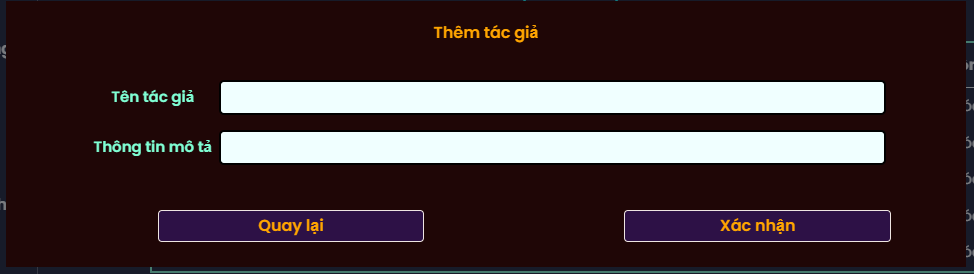 Thêm tác giả
Tên tác giả
Thông tin mô tả
Quay lại
Xác nhận